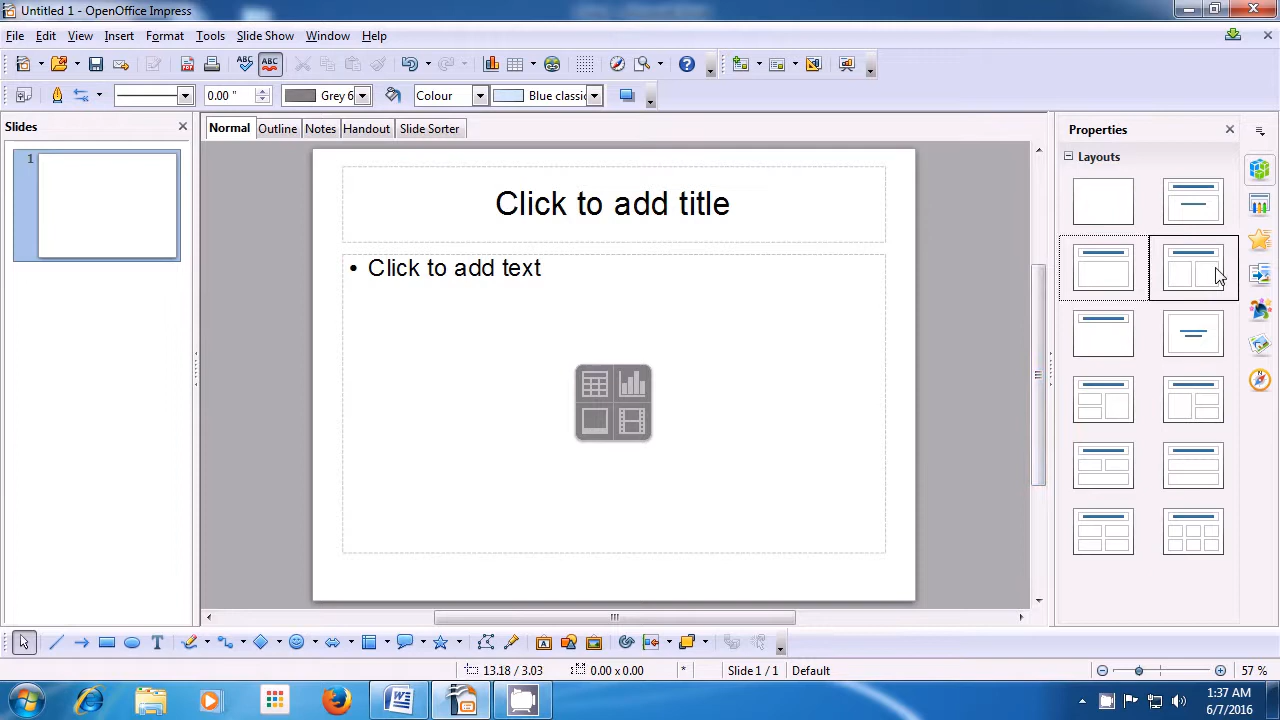 Untitled 1 - OpenOffice Impress
File Edit View Insert Format Tools Slide Show Window Help
ABC ABC
0.00 " Grey 6 Colour Blue classic
Slides
Normal Outline Notes Handout Slide Sorter
Properties
Layouts
1
Click to add title
• Click to add text
T
13.18 / 3.03 0.00 x 0.00 * Slide 1 / 1 Default 57 %
W
1:37 AM
6/7/2016